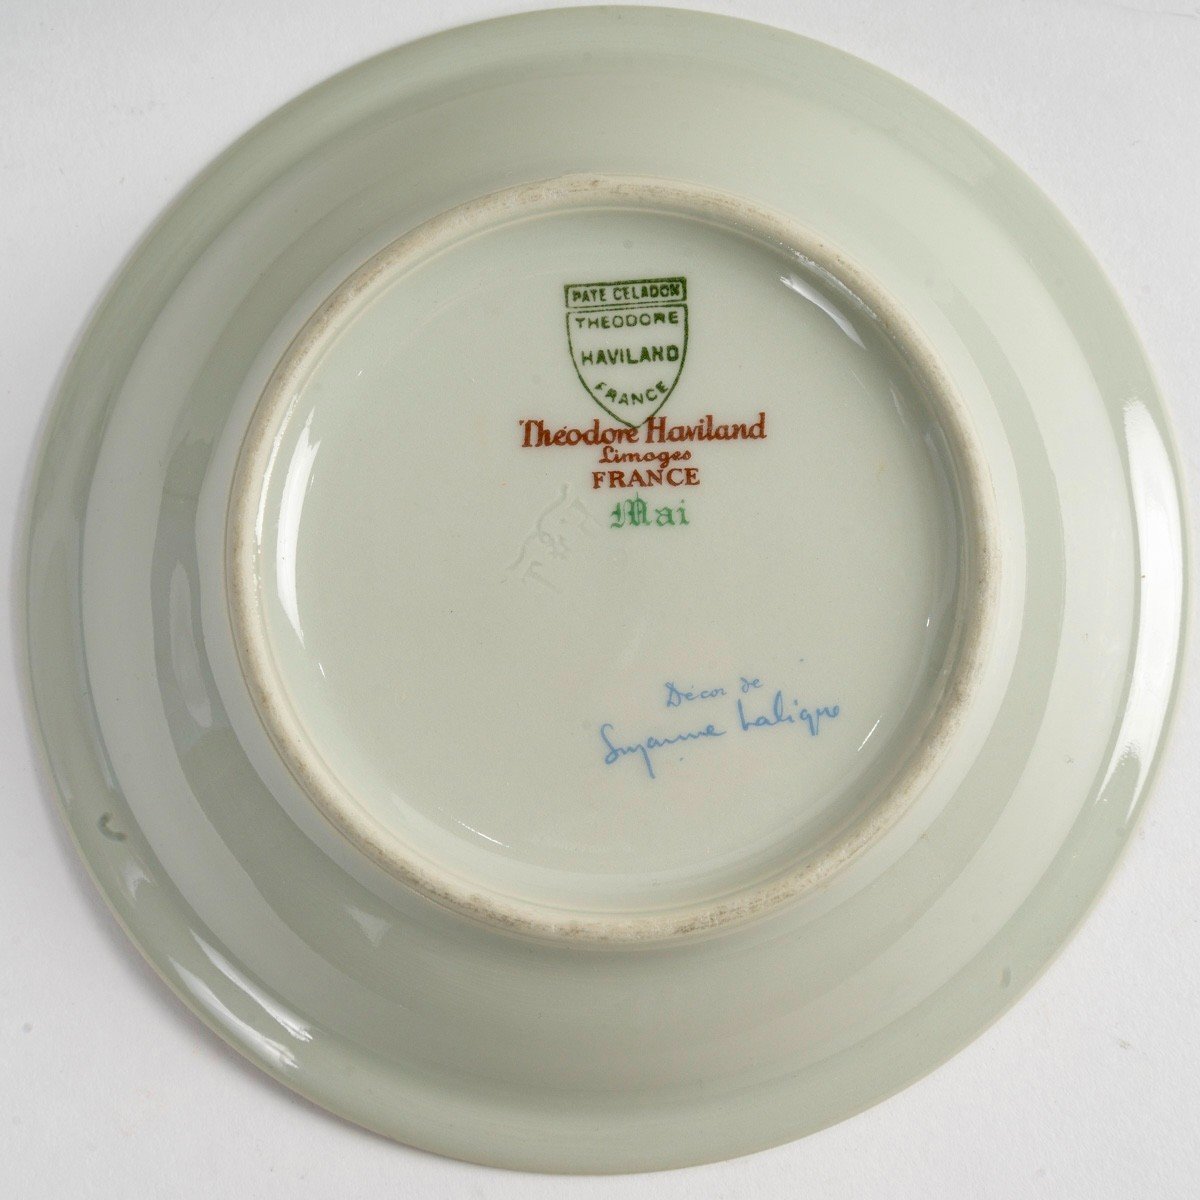 PATE CELADON
THEODORE
HAVILAND
FRANCE
Théodore Haviland
Limoges
FRANCE
Mai
Décor de
Suzanne Lalique